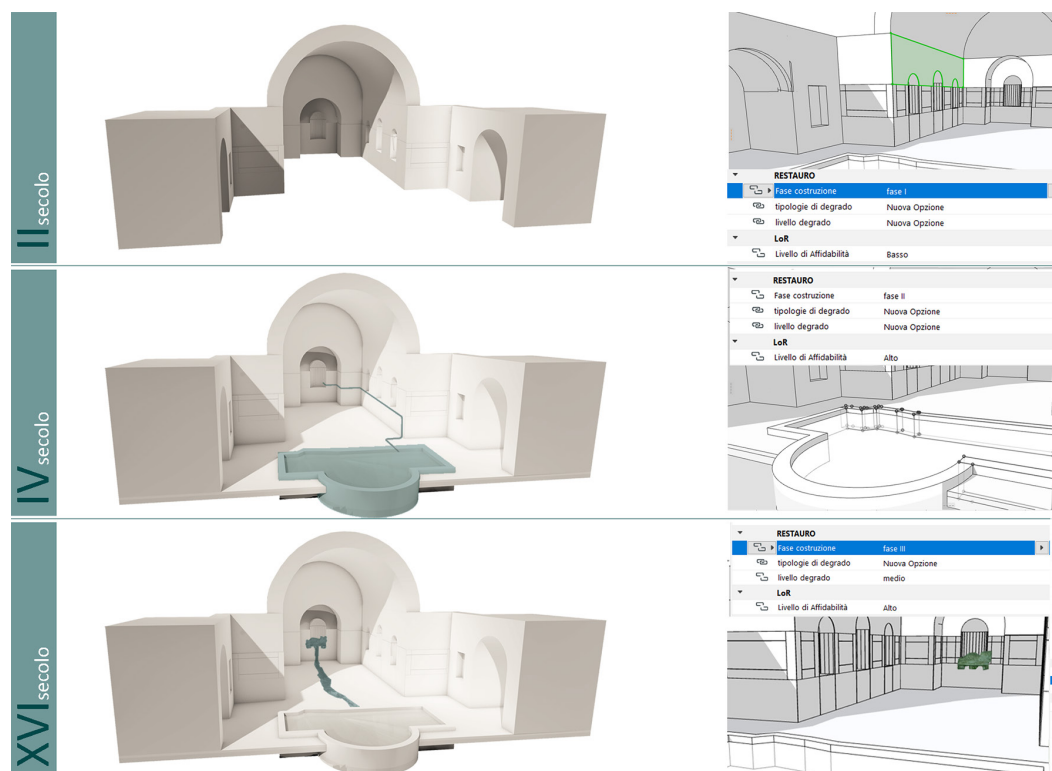 II secolo
RESTAURO
Fase costruzione fase I
tipologie di degrado Nuova Opzione
livello degrado Nuova Opzione
LoR
Livello di Affidabilità Basso
IV secolo
RESTAURO
Fase costruzione fase II
tipologie di degrado Nuova Opzione
livello degrado Nuova Opzione
LoR
Livello di Affidabilità Alto
XVI secolo
RESTAURO
Fase costruzione fase III
tipologie di degrado Nuova Opzione
livello degrado medio
LoR
Livello di Affidabilità Alto